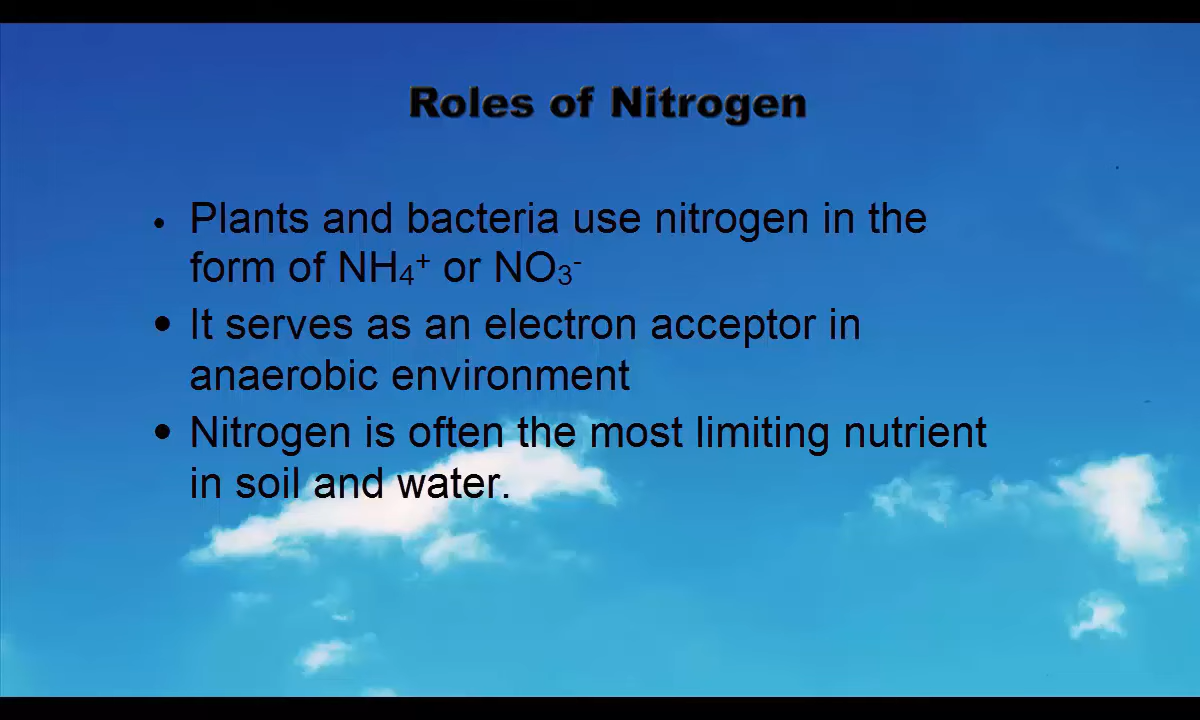 Roles of Nitrogen
• Plants and bacteria use nitrogen in the
form of NH₄⁺ or NO₃⁻
• It serves as an electron acceptor in
anaerobic environment
• Nitrogen is often the most limiting nutrient
in soil and water.